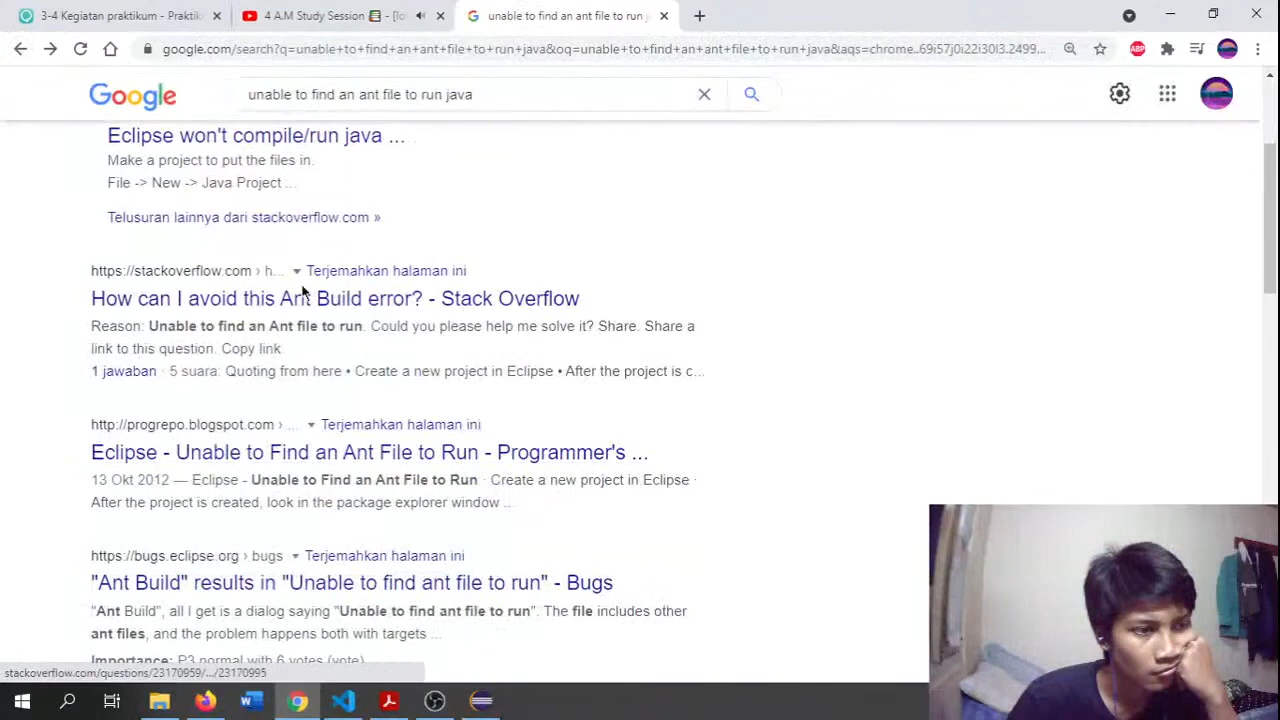 3-4 Kegiatan praktikum - Praktik
4 A.M Study Session - [lo
unable to find an ant file to run j
google.com/search?q=unable+to+find+an+ant+file+to+run+java&oq=unable+to+find+an+ant+file+to+run+java&aqs=chrome..69i57j0i22i30l3.2499...
ABP
Google
unable to find an ant file to run java
Eclipse won't compile/run java ...
Make a project to put the files in.
File -> New -> Java Project ...
Telusuran lainnya dari stackoverflow.com »
https://stackoverflow.com › h... Terjemahkan halaman ini
How can I avoid this Ant Build error? - Stack Overflow
Reason: Unable to find an Ant file to run. Could you please help me solve it? Share. Share a
link to this question. Copy link.
1 jawaban · 5 suara: Quoting from here • Create a new project in Eclipse • After the project is c...
http://progrepo.blogspot.com › ... Terjemahkan halaman ini
Eclipse - Unable to Find an Ant File to Run - Programmer's ...
13 Okt 2012 — Eclipse - Unable to Find an Ant File to Run · Create a new project in Eclipse ·
After the project is created, look in the package explorer window ...
https://bugs.eclipse.org › bugs Terjemahkan halaman ini
"Ant Build" results in "Unable to find ant file to run" - Bugs
"Ant Build", all I get is a dialog saying "Unable to find ant file to run". The file includes other
ant files, and the problem happens both with targets ...
Importance: P3 normal with 6 votes (vote)
stackoverflow.com/questions/23170959/.../23170995